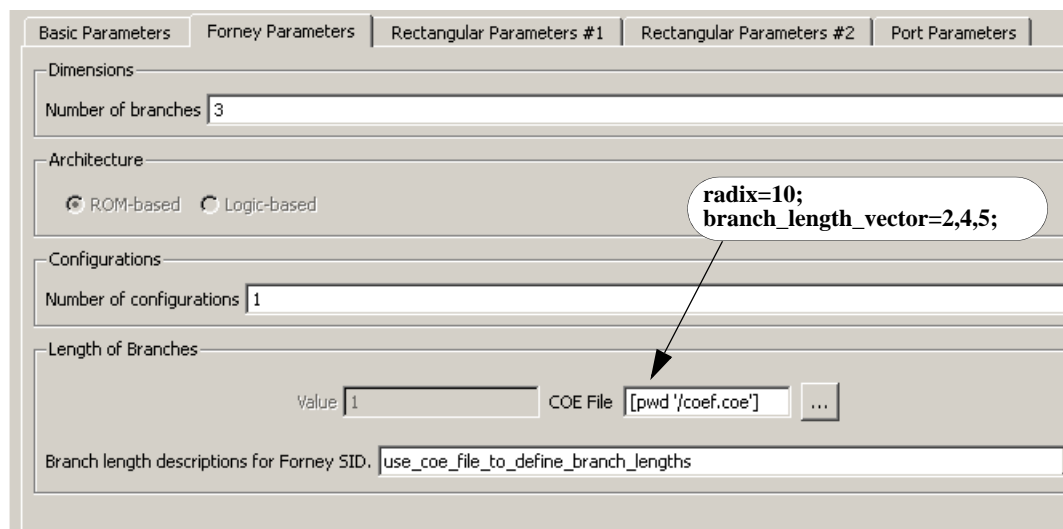 Basic Parameters Forney Parameters Rectangular Parameters #1 Rectangular Parameters #2 Port Parameters
Dimensions
Number of branches 3
Architecture
ROM-based Logic-based
radix=10;
branch_length_vector=2,4,5;
Configurations
Number of configurations 1
Length of Branches
Value 1 COE File [pwd '/coef.coe'] ...
Branch length descriptions for Forney SID. use_coe_file_to_define_branch_lengths